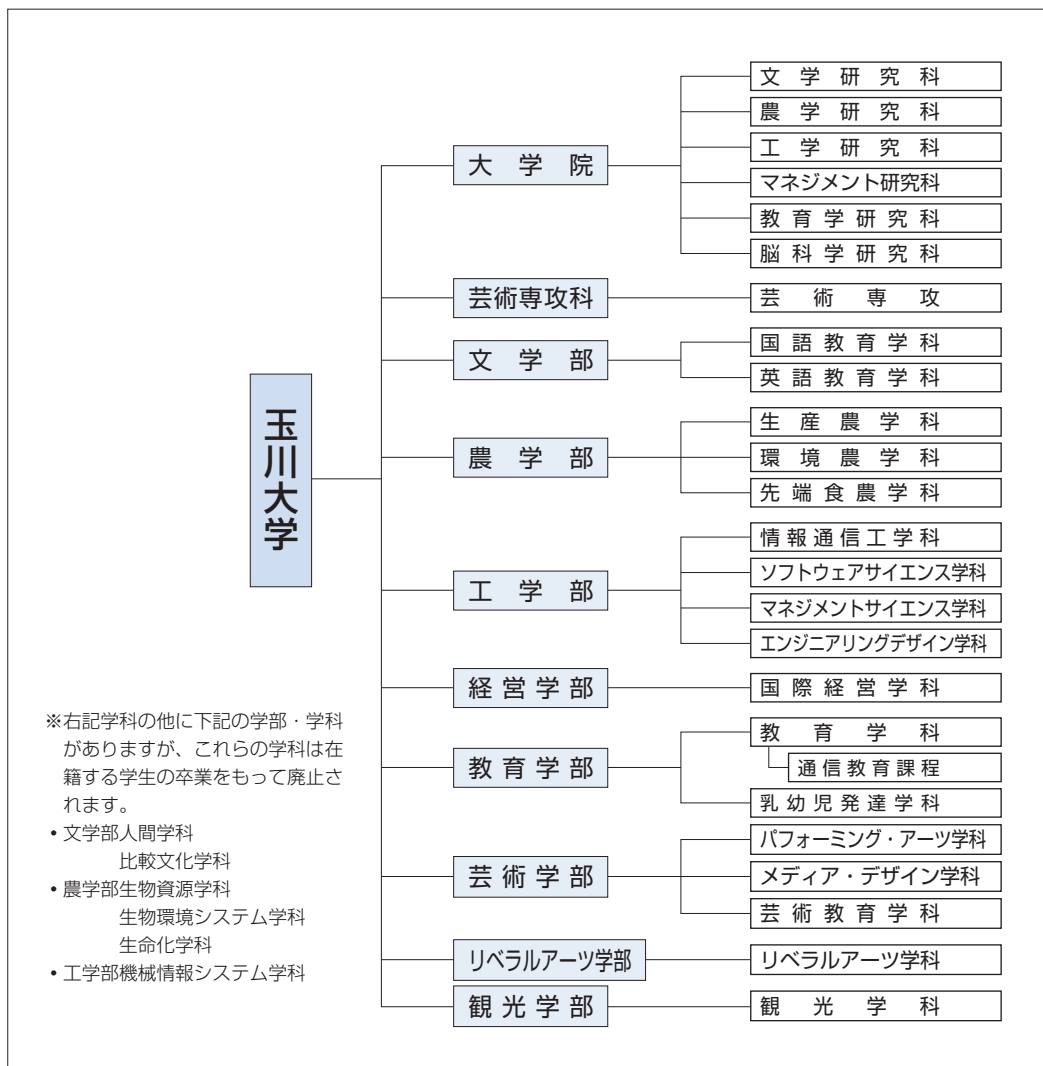 玉川大学
大学院
文学研究科
農学研究科
工学研究科
マネジメント研究科
教育学研究科
脳科学研究科
芸術専攻科
芸術専攻
文学部
国語教育学科
英語教育学科
農学部
生産農学科
環境農学科
先端食農学科
工学部
情報通信工学科
ソフトウェアサイエンス学科
マネジメントサイエンス学科
エンジニアリングデザイン学科
経営学部
国際経営学科
教育学部
教育学科
通信教育課程
乳幼児発達学科
芸術学部
パフォーミング・アーツ学科
メディア・デザイン学科
芸術教育学科
リベラルアーツ学部
リベラルアーツ学科
観光学部
観光学科
※右記学科の他に下記の学部・学科
がありますが、これらの学科は在
籍する学生の卒業をもって廃止さ
れます。
•文学部人間学科
比較文化学科
•農学部生物資源学科
生物環境システム学科
生命化学科
•工学部機械情報システム学科